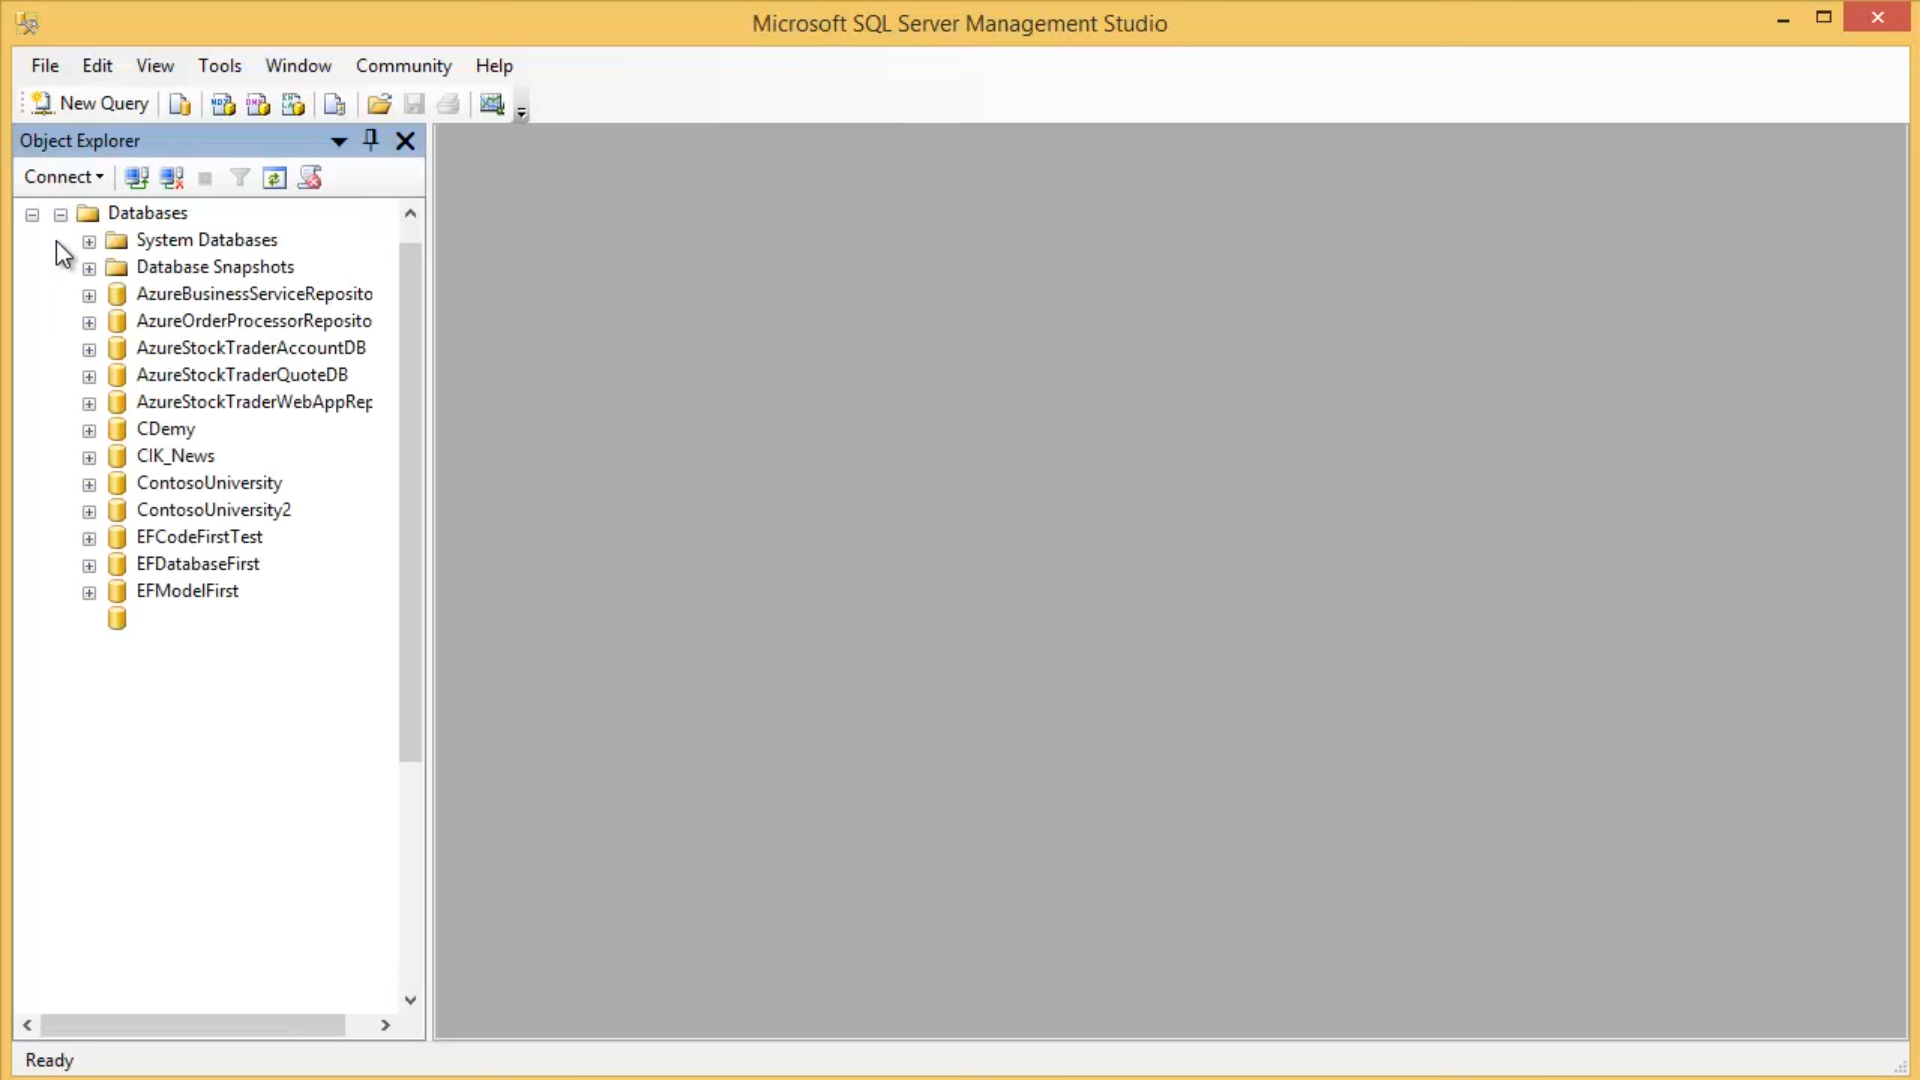 Microsoft SQL Server Management Studio
File Edit View Tools Window Community Help
New Query
Object Explorer
Connect
Databases
System Databases
Database Snapshots
AzureBusinessServiceReposito
AzureOrderProcessorReposito
AzureStockTraderAccountDB
AzureStockTraderQuoteDB
AzureStockTraderWebAppRep
CDemy
CIK_News
ContosoUniversity
ContosoUniversity2
EFCodeFirstTest
EFDatabaseFirst
EFModelFirst
Ready